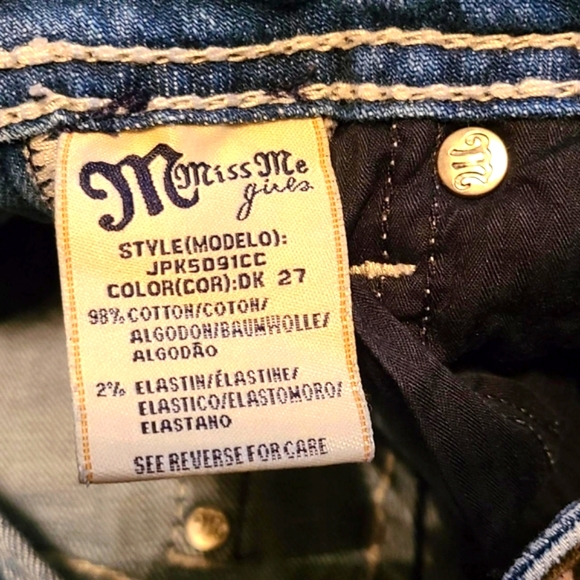 M Miss Me
girls
STYLE(MODELO):
JPK5091CC
COLOR(COR):DK 27
98% COTTON/COTON/
ALGODON/BAUMWOLLE/
ALGODÃO
2% ELASTIN/ÉLASTINE/
ELASTICO/ELASTOMORO/
ELASTANO
SEE REVERSE FOR CARE
M